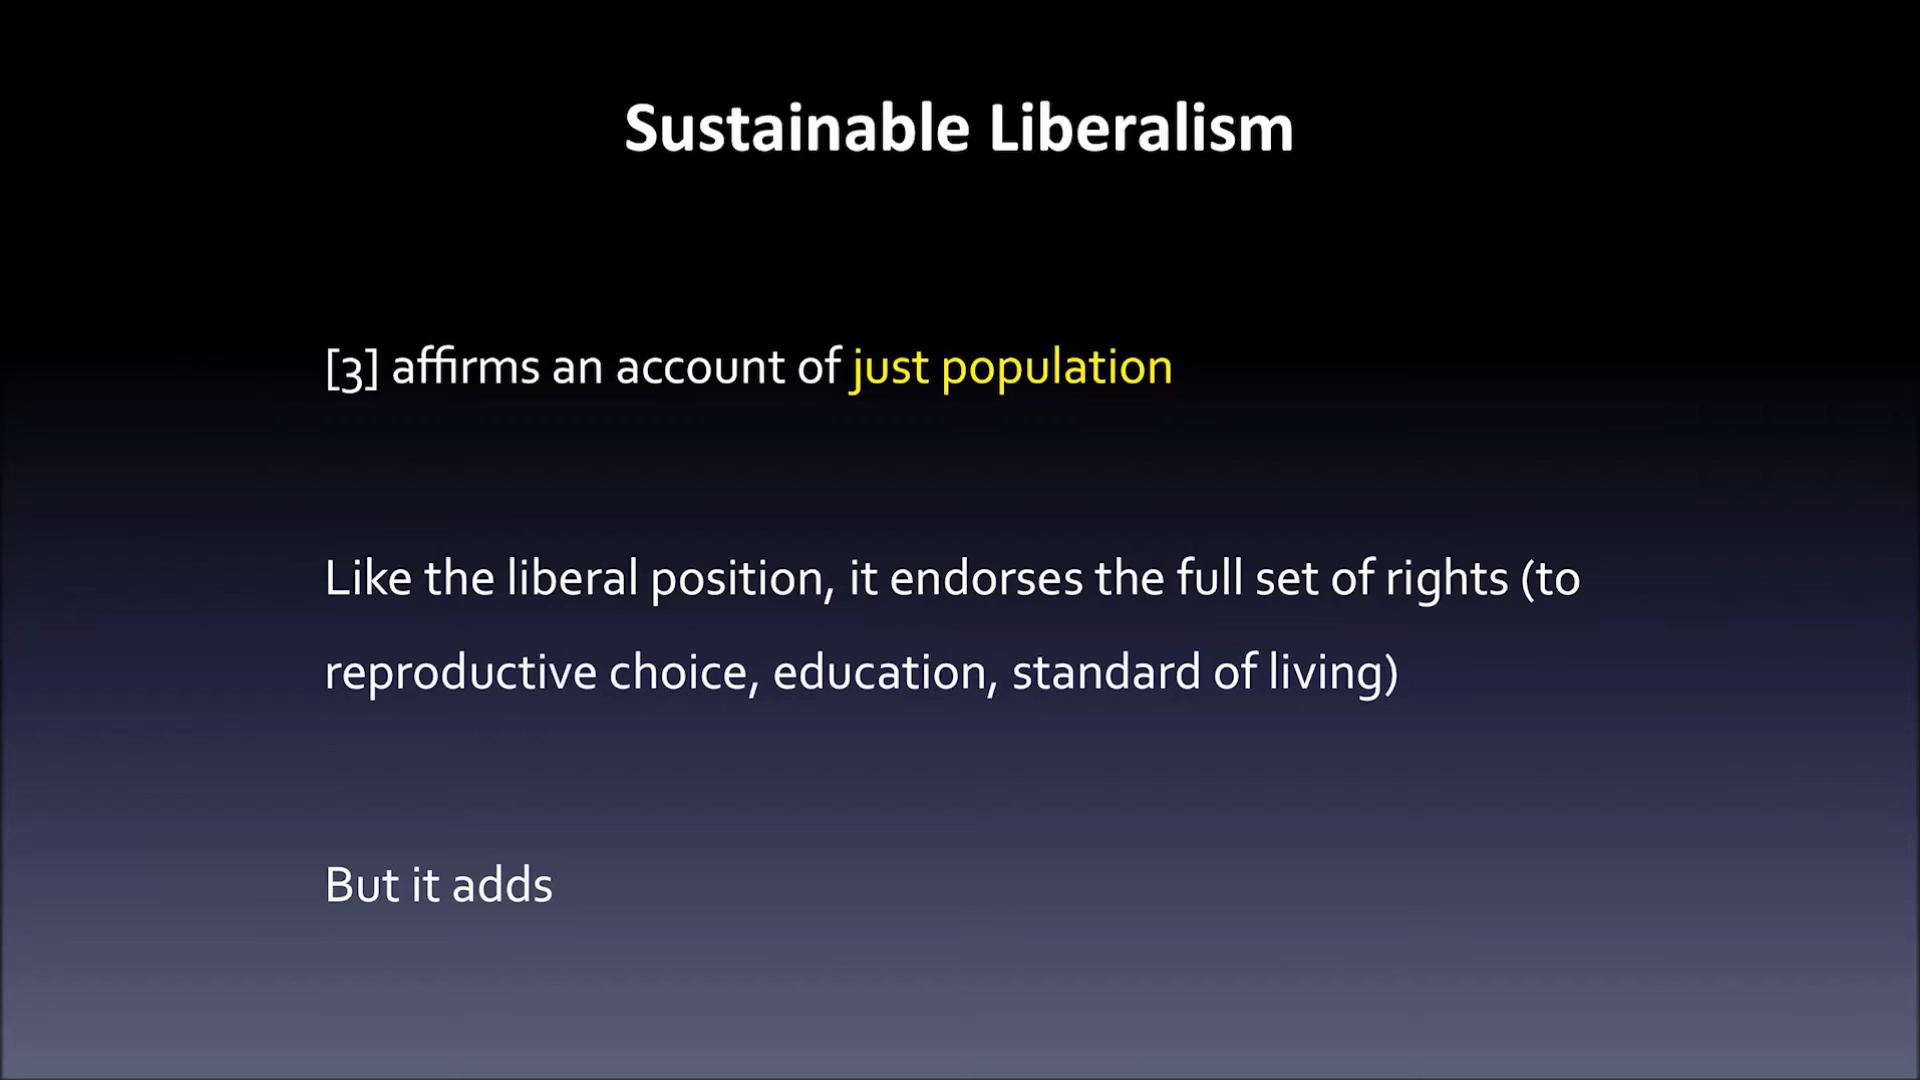 Sustainable Liberalism
[3] affirms an account of just population
Like the liberal position, it endorses the full set of rights (to
reproductive choice, education, standard of living)
But it adds